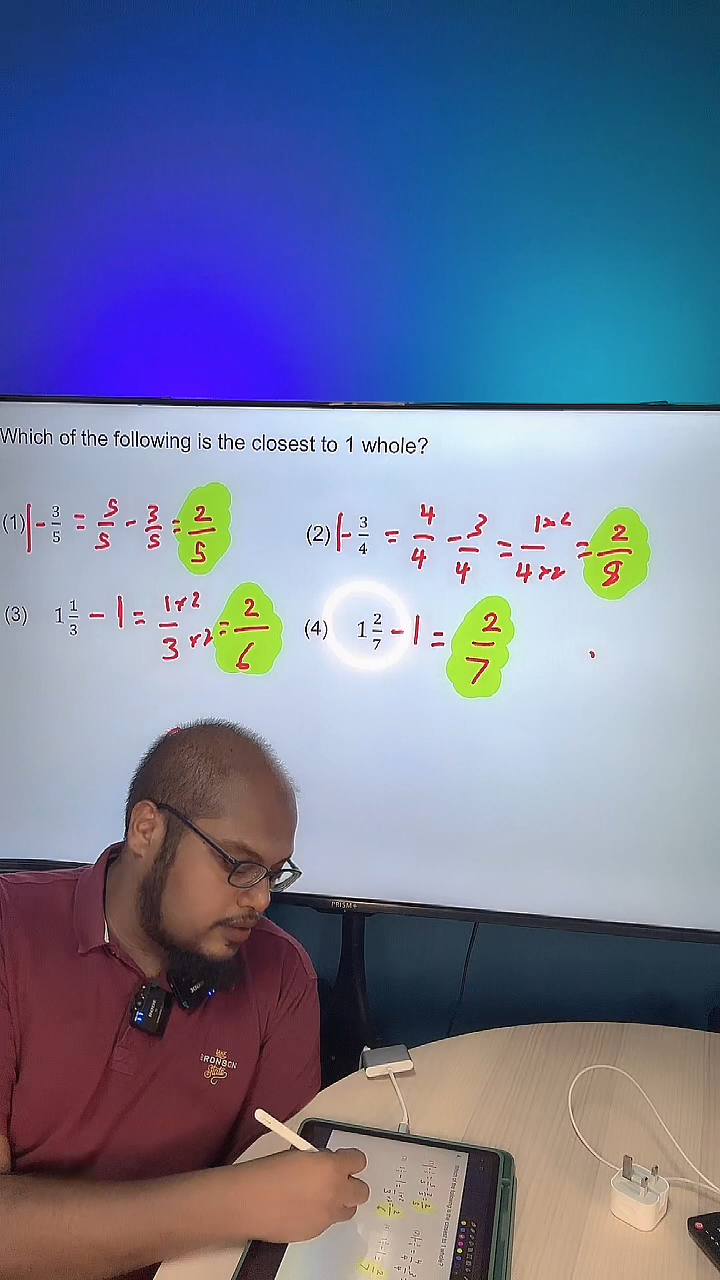 Which of the following is the closest to 1 whole?
(1) 1 - 3/5 = 5/5 - 3/5 = 2/5
(2) 1 - 3/4 = 4/4 - 3/4 = 1×2/4×2 = 2/8
(3) 1 1/3 - 1 = 1×2/3×2 = 2/6
(4) 1 2/7 - 1 = 2/7
PRISM+
BRONSON